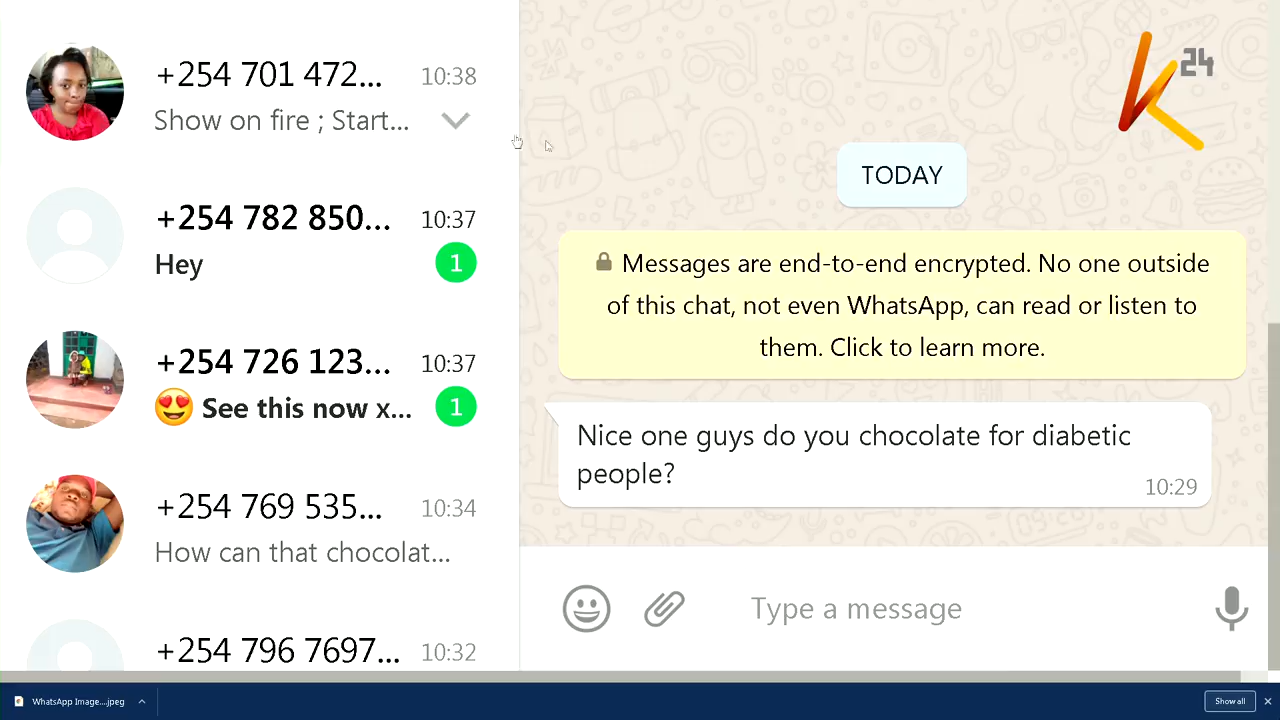 +254 701 472...
10:38
Show on fire ; Start...
+254 782 850...
10:37
Hey
1
+254 726 123...
10:37
😍 See this now x...
1
+254 769 535...
10:34
How can that chocolat...
+254 796 7697...
10:32
k24
TODAY
Messages are end-to-end encrypted. No one outside
of this chat, not even WhatsApp, can read or listen to
them. Click to learn more.
Nice one guys do you chocolate for diabetic
people?
10:29
Type a message
WhatsApp Image....jpeg
Show all